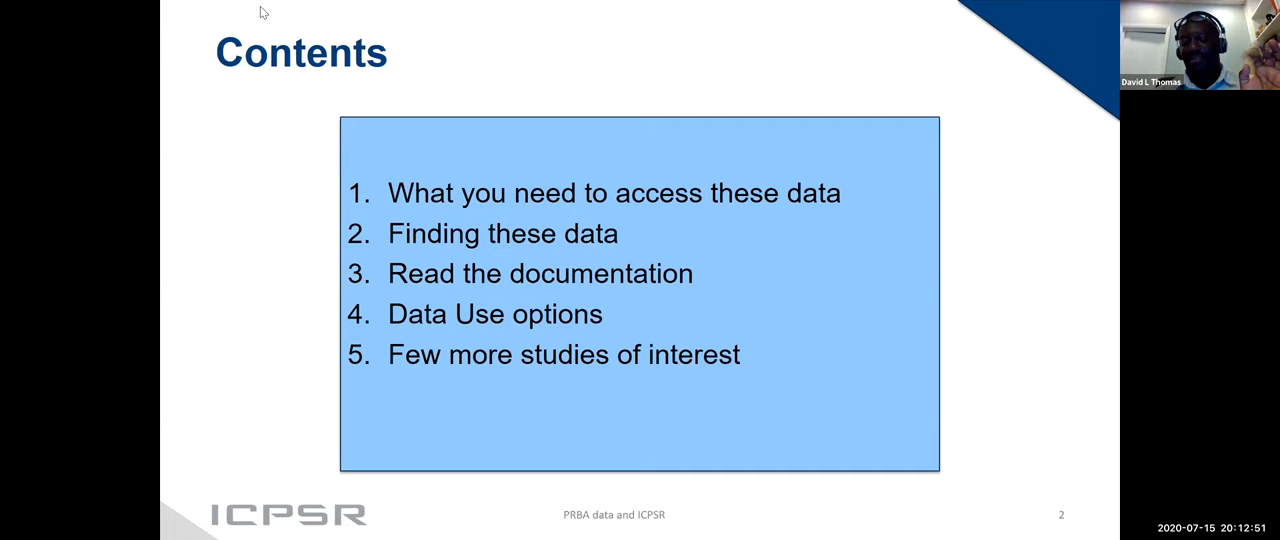 Contents
David L Thomas
1. What you need to access these data
2. Finding these data
3. Read the documentation
4. Data Use options
5. Few more studies of interest
ICPSR
PRBA data and ICPSR
2
2020-07-15 20:12:51